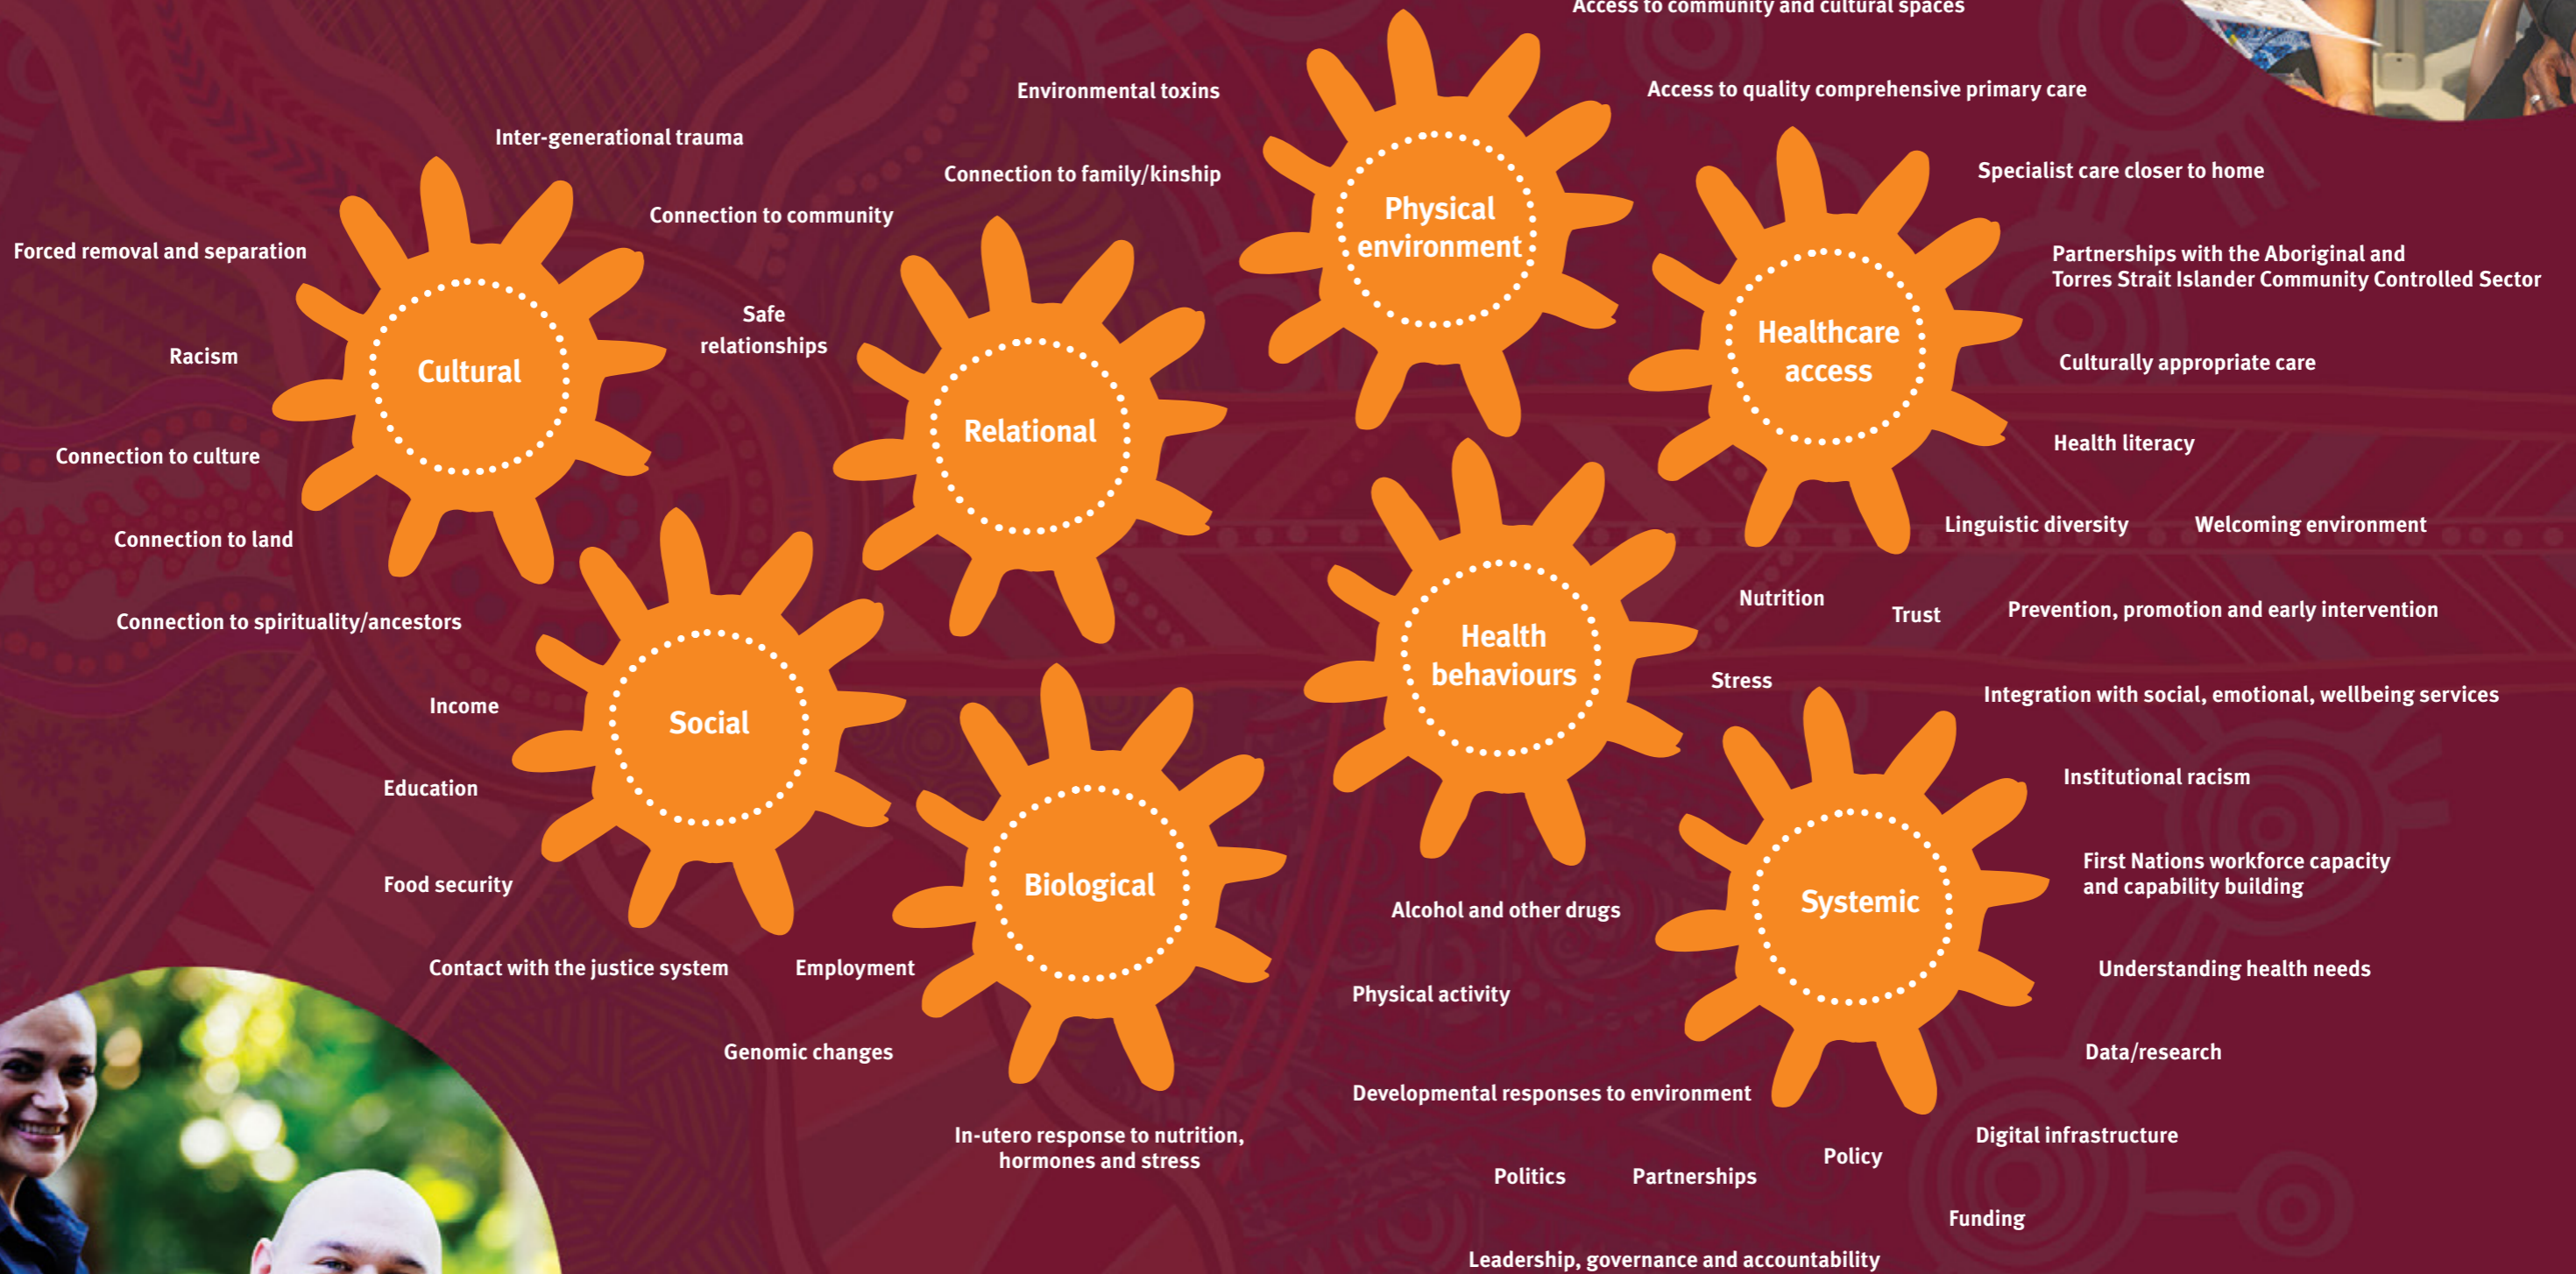 Access to community and cultural spaces
Environmental toxins
Access to quality comprehensive primary care
Inter-generational trauma
Connection to family/kinship
Specialist care closer to home
Connection to community
Physical
environment
Forced removal and separation
Partnerships with the Aboriginal and
Torres Strait Islander Community Controlled Sector
Safe
relationships
Healthcare
access
Racism
Cultural
Culturally appropriate care
Relational
Health literacy
Connection to culture
Linguistic diversity
Welcoming environment
Connection to land
Nutrition
Trust
Prevention, promotion and early intervention
Connection to spirituality/ancestors
Health
behaviours
Stress
Integration with social, emotional, wellbeing services
Income
Social
Institutional racism
Education
First Nations workforce capacity
and capability building
Food security
Biological
Systemic
Alcohol and other drugs
Contact with the justice system
Employment
Understanding health needs
Physical activity
Genomic changes
Data/research
Developmental responses to environment
In-utero response to nutrition,
hormones and stress
Digital infrastructure
Policy
Politics
Partnerships
Funding
Leadership, governance and accountability